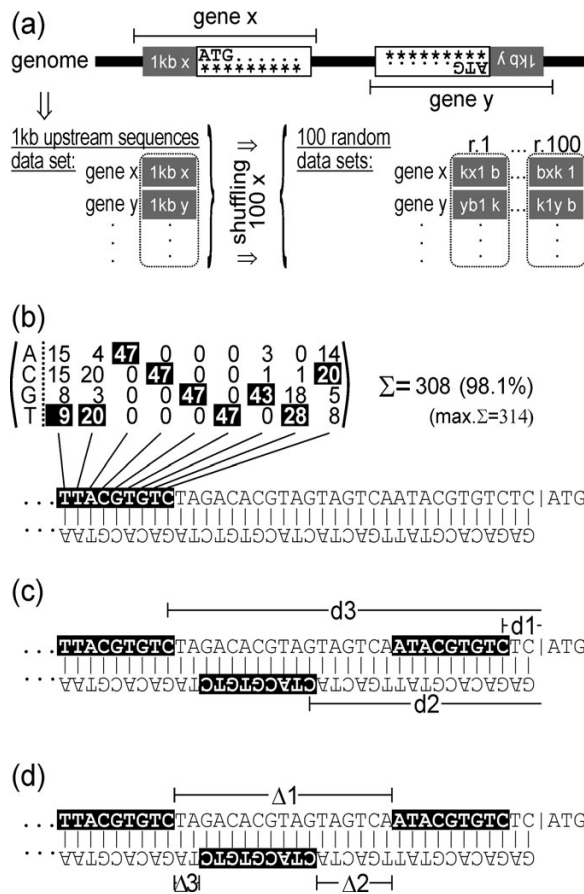 (a)
gene x
genome
1kb x
ATG......
*********
*********
ATG......
1kb y
gene y
⇓
1kb upstream sequences
data set:
gene x
1kb x
gene y
1kb y
⇒ shuffling 100 x ⇒
100 random
data sets:
r.1 ... r.100
gene x kx1 b ... bxk 1
gene y yb1 k ... k1y b
(b)
A 15 4 47 0 0 0 3 0 14
C 15 20 0 47 0 0 1 1 20
G 8 3 0 0 47 0 43 18 5
T 9 20 0 0 0 47 0 28 8
Σ= 308 (98.1%)
(max.Σ=314)
...TTACGTGTCTAGACACGTAGTAGTCAATACGTGTCTC|ATG
...AATGCACAGATCTGTGCATCATCAGTTATGCACAGAG
(c)
d3
d1
...TTACGTGTCTAGACACGTAGTAGTCAATACGTGTCTC|ATG
...AATGCACAGATCTGTGCATCATCAGTTATGCACAGAG
d2
(d)
Δ1
...TTACGTGTCTAGACACGTAGTAGTCAATACGTGTCTC|ATG
...AATGCACAGATCTGTGCATCATCAGTTATGCACAGAG
Δ3 Δ2